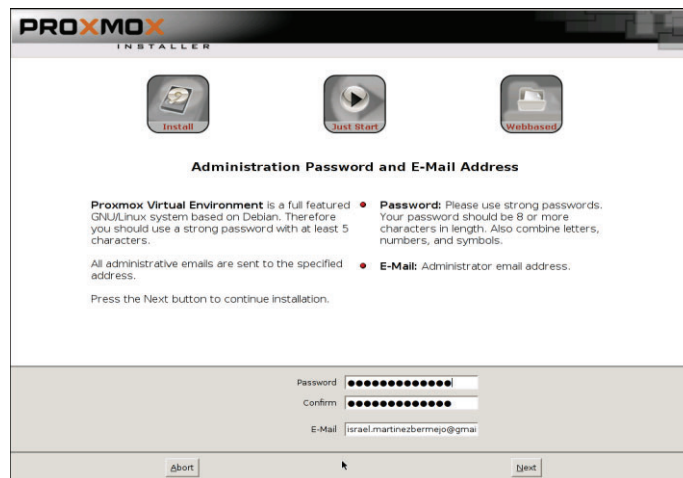 PROXMOX
INSTALLER
Install
Just Start
Webbased
Administration Password and E-Mail Address
Proxmox Virtual Environment is a full featured
GNU/Linux system based on Debian. Therefore
you should use a strong password with at least 5
characters.
All administrative emails are sent to the specified
address.
Press the Next button to continue installation.
Password: Please use strong passwords.
Your password should be 8 or more
characters in length. Also combine letters,
numbers, and symbols.
E-Mail: Administrator email address.
Password ●●●●●●●●●●●●●
Confirm ●●●●●●●●●●●●●
E-Mail israel.martinezbermejo@gmai
Abort
Next